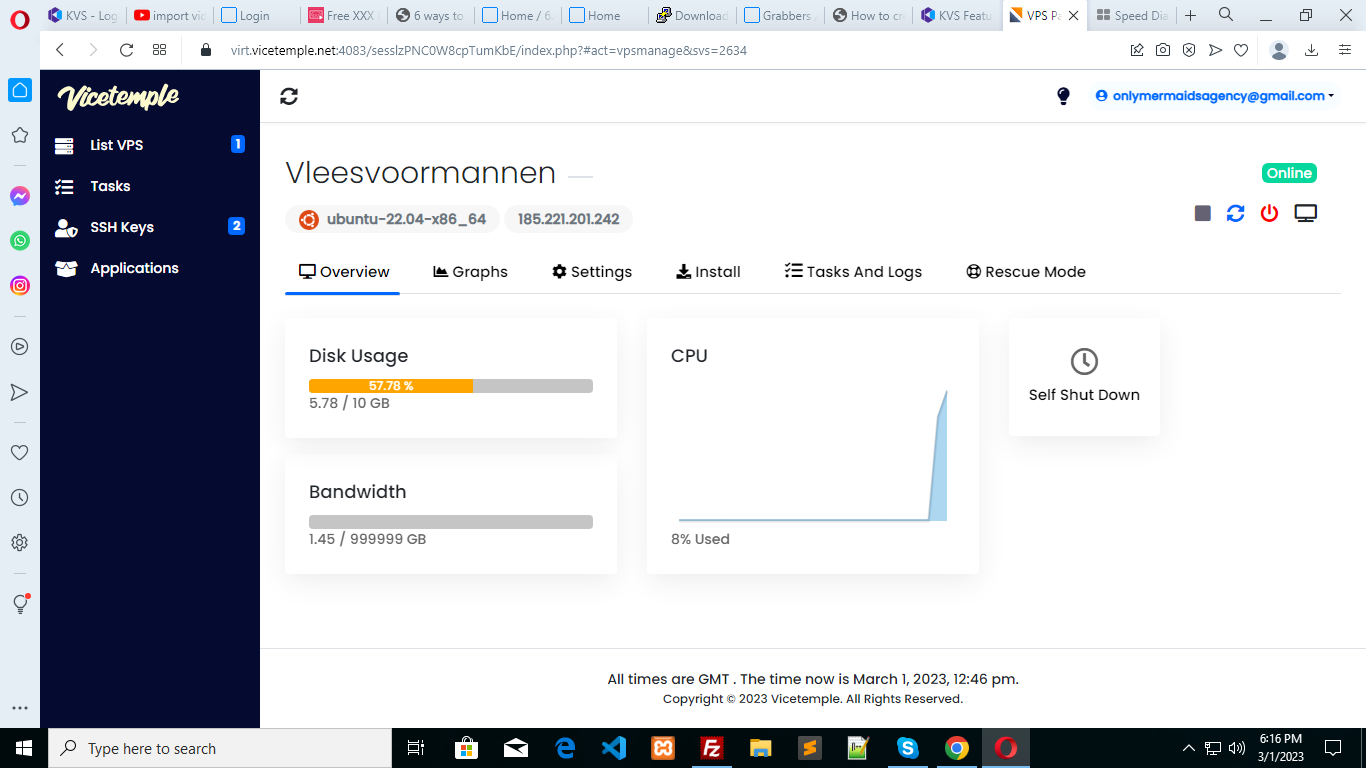 KVS - Log
import vid
Login
Free XXX
6 ways to
Home / 6.
Home
Download
Grabbers
How to cr
KVS Featu
VPS Pa
Speed Dia
virt.vicetemple.net:4083/sesslzPNC0W8cpTumKbE/index.php?#act=vpsmanage&svs=2634
Vicetemple
onlymermaidsagency@gmail.com
List VPS 1
Tasks
SSH Keys 2
Applications
Vleesvoormannen
Online
ubuntu-22.04-x86_64 185.221.201.242
Overview Graphs Settings Install Tasks And Logs Rescue Mode
Disk Usage
57.78 %
5.78 / 10 GB
Bandwidth
1.45 / 999999 GB
CPU
8% Used
Self Shut Down
All times are GMT . The time now is March 1, 2023, 12:46 pm.
Copyright © 2023 Vicetemple. All Rights Reserved.
Type here to search
6:16 PM
3/1/2023